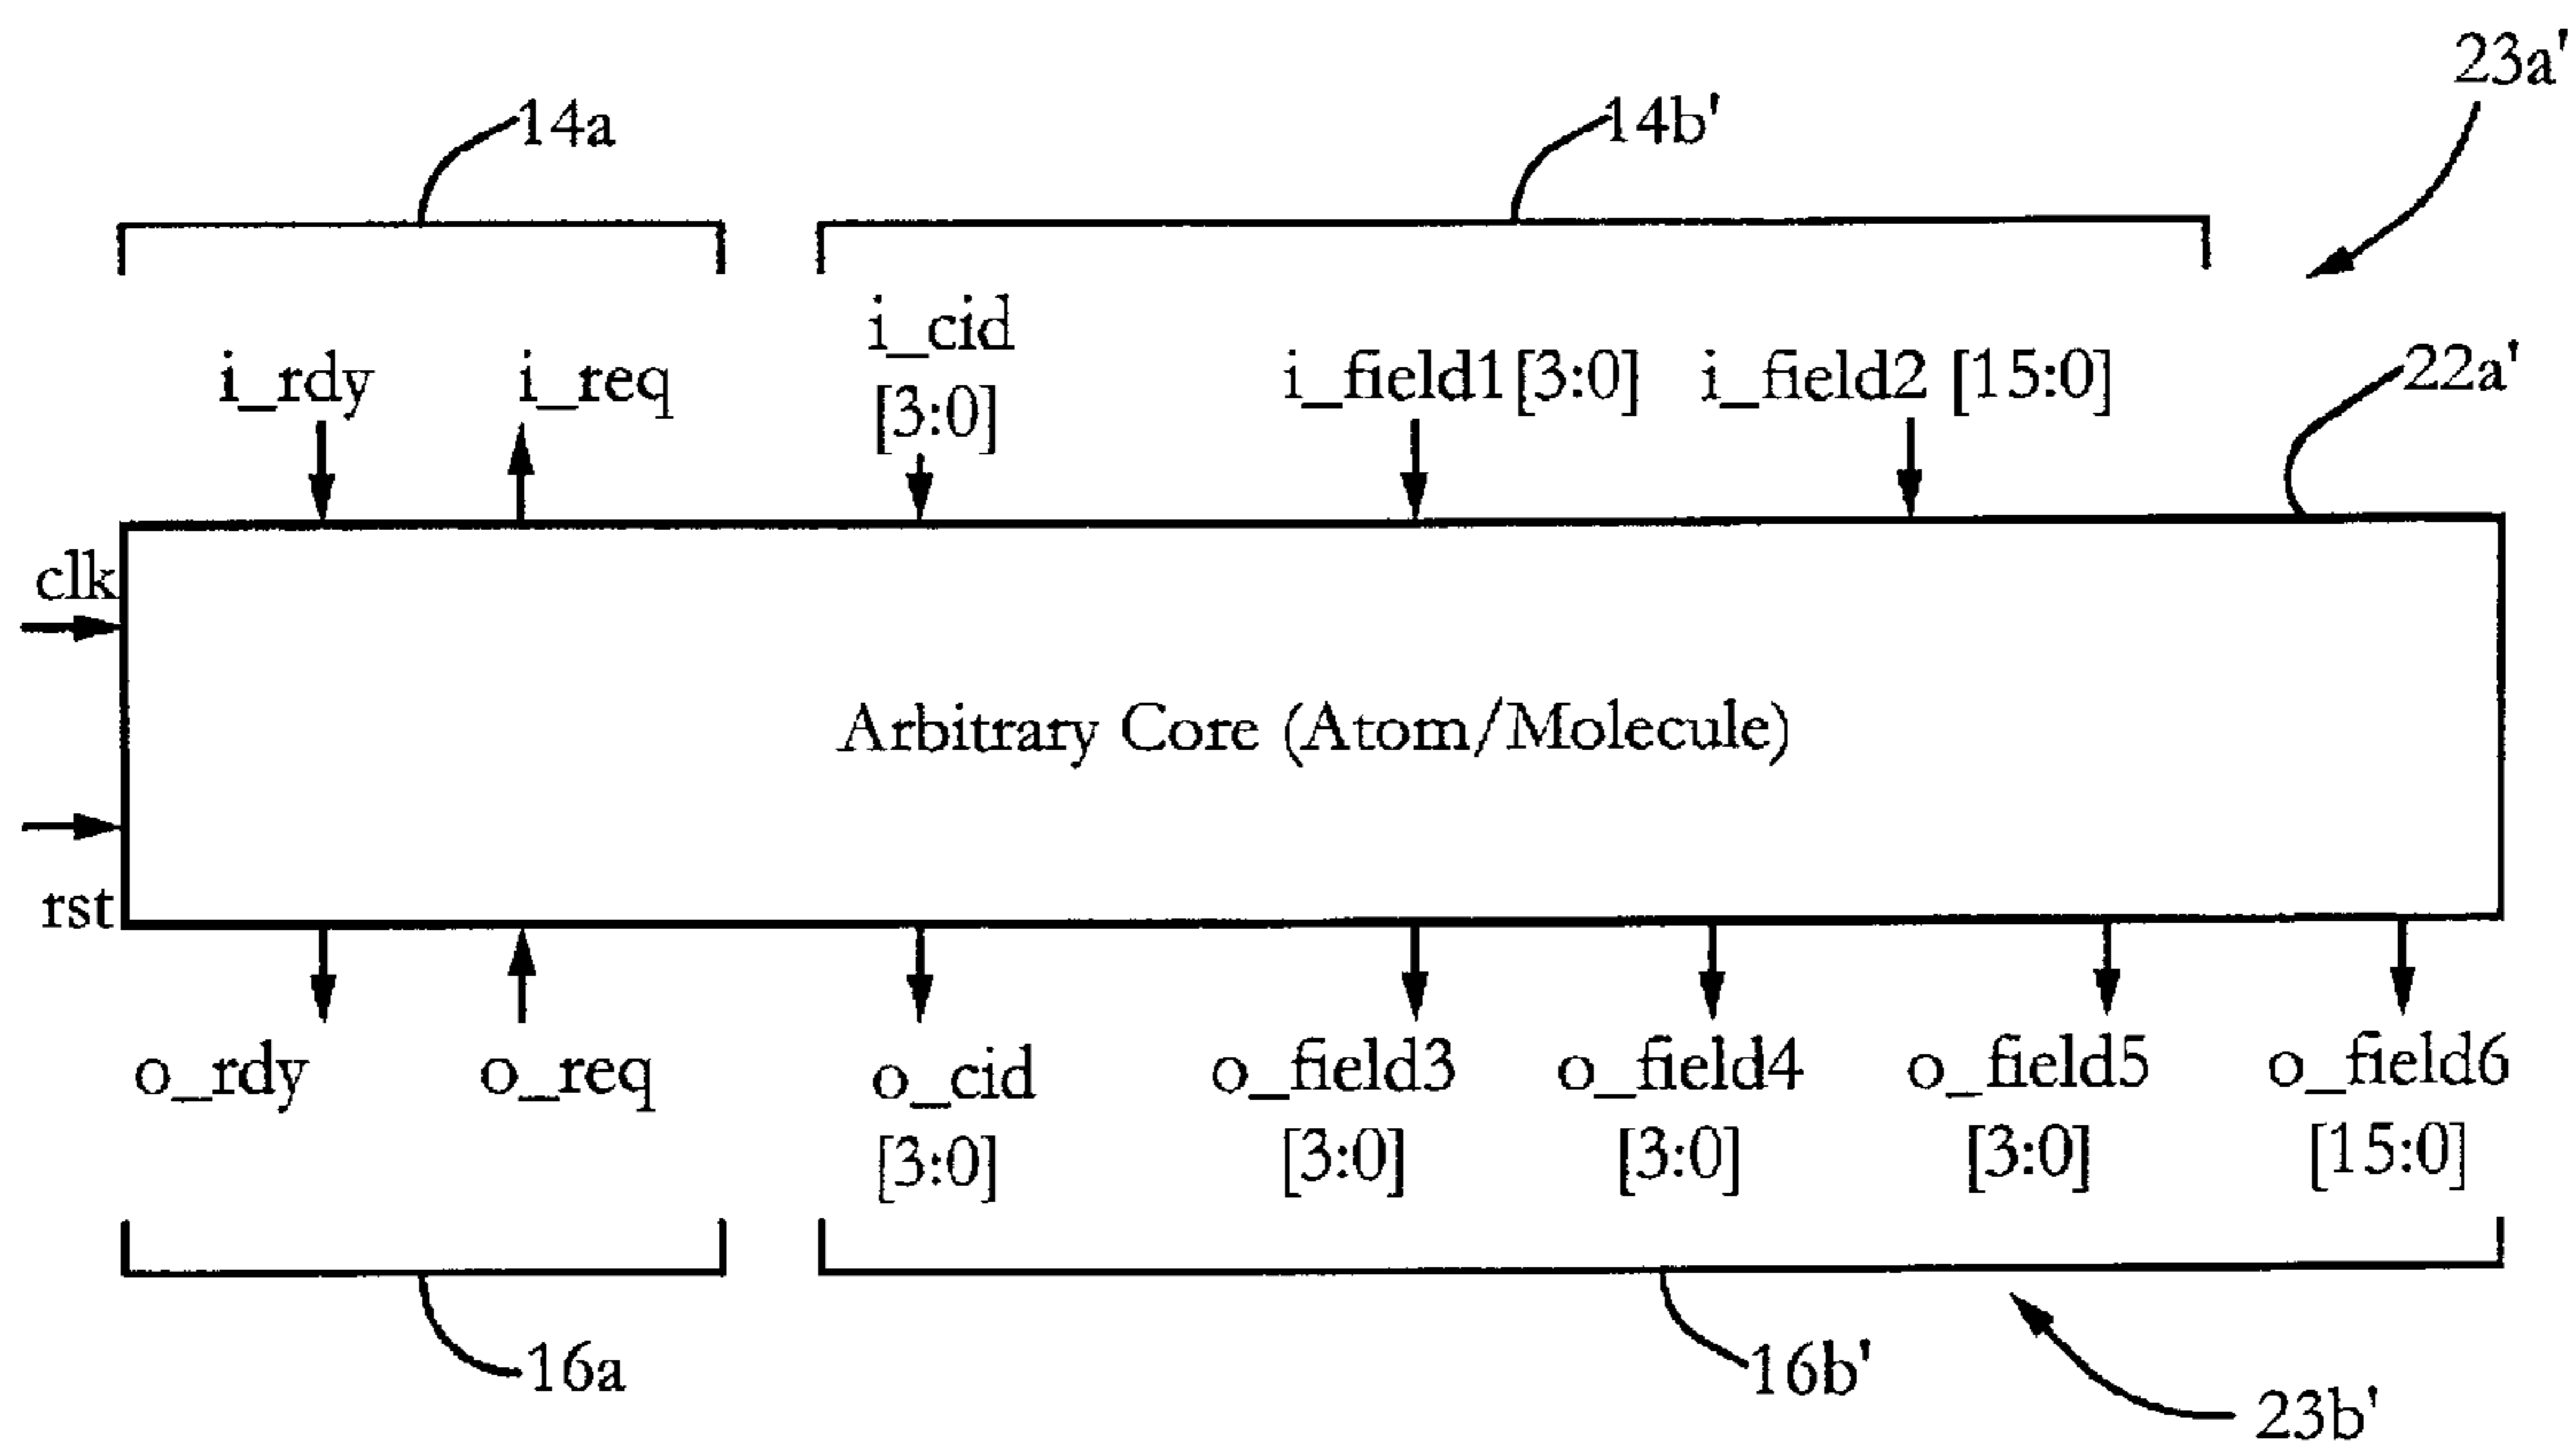 23a'
14a
14b'
i_cid
i_rdy
i_req
[3:0]
i_field1[3:0]
i_field2 [15:0]
22a'
clk
Arbitrary Core (Atom/Molecule)
rst
o_rdy
o_req
o_cid
[3:0]
o_field3
[3:0]
o_field4
[3:0]
o_field5
[3:0]
o_field6
[15:0]
16a
16b'
23b'